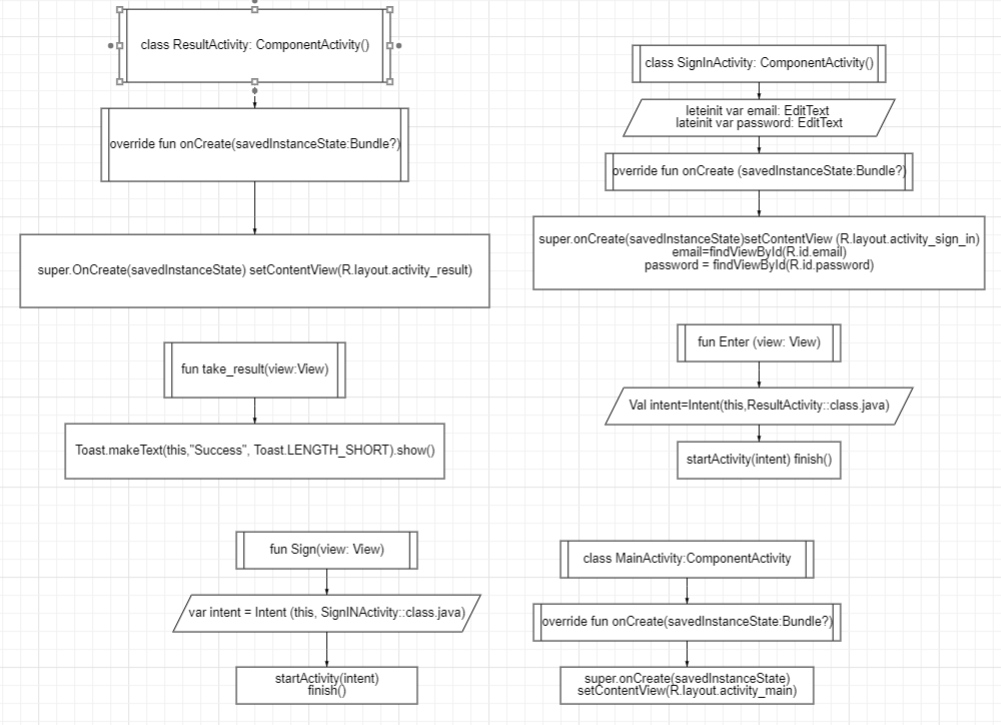 class ResultActivity: ComponentActivity()
override fun onCreate(savedInstanceState:Bundle?)
super.OnCreate(savedInstanceState) setContentView(R.layout.activity_result)
fun take_result(view:View)
Toast.makeText(this,"Success", Toast.LENGTH_SHORT).show()
fun Sign(view: View)
var intent = Intent (this, SignINActivity::class.java)
startActivity(intent)
finish()
class SignInActivity: ComponentActivity()
leteinit var email: EditText
lateinit var password: EditText
override fun onCreate (savedInstanceState:Bundle?)
super.onCreate(savedInstanceState)setContentView (R.layout.activity_sign_in)
email=findViewById(R.id.email)
password = findViewById(R.id.password)
fun Enter (view: View)
Val intent=Intent(this,ResultActivity::class.java)
startActivity(intent) finish()
class MainActivity:ComponentActivity
override fun onCreate(savedInstanceState:Bundle?)
super.onCreate(savedInstanceState)
setContentView(R.layout.activity_main)